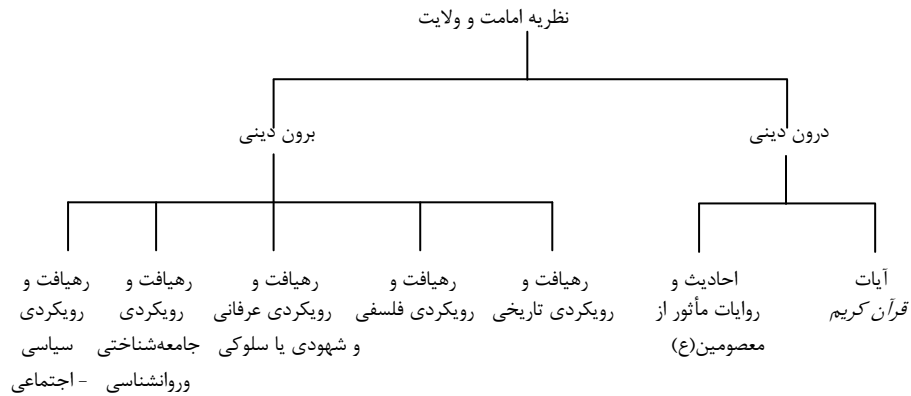 نظریه امامت و ولایت
درون دینی
برون دینی
آیات
قرآن کریم
احادیث و
روایات مأثور از
معصومین(ع)
رهیافت و
رویکردی تاریخی
رهیافت و
رویکردی فلسفی
رهیافت و
رویکردی عرفانی
و شهودی یا سلوکی
رهیافت و
رویکردی
جامعه‌شناختی
وروانشناسی
رهیافت و
رویکردی
سیاسی
- اجتماعی